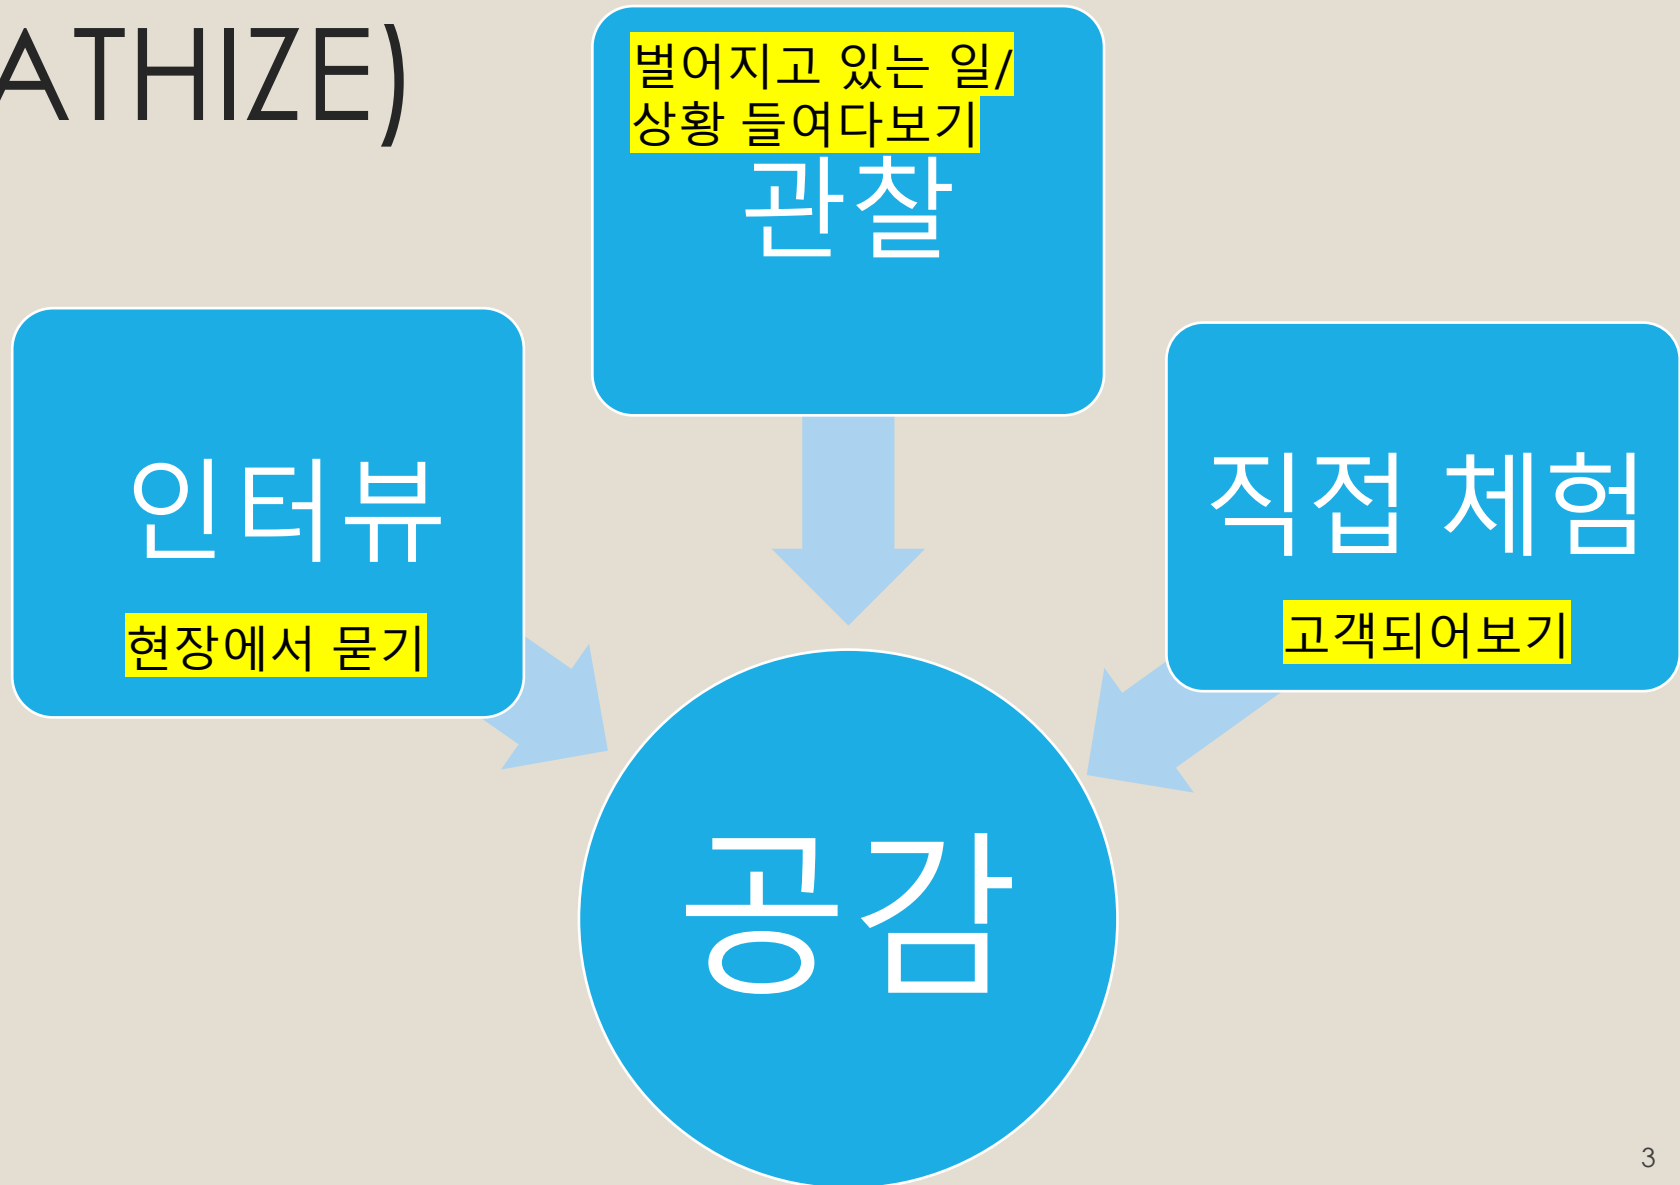 ATHIZE)
벌어지고 있는 일/
상황 들여다보기
관찰
인터뷰
현장에서 묻기
직접 체험
고객되어보기
공감
3